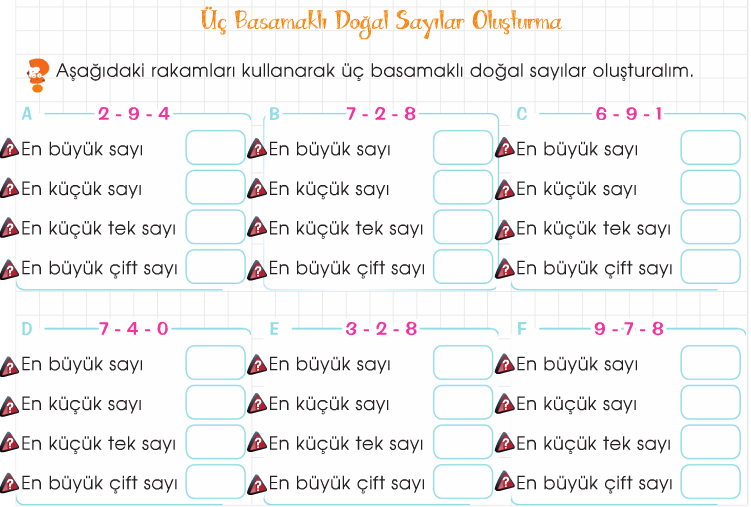 Üç Basamaklı Doğal Sayılar Oluşturma
Aşağıdaki rakamları kullanarak üç basamaklı doğal sayılar oluşturalım.
A 2 - 9 - 4
En büyük sayı
En küçük sayı
En küçük tek sayı
En büyük çift sayı
B 7 - 2 - 8
En büyük sayı
En küçük sayı
En küçük tek sayı
En büyük çift sayı
C 6 - 9 - 1
En büyük sayı
En küçük sayı
En küçük tek sayı
En büyük çift sayı
D 7 - 4 - 0
En büyük sayı
En küçük sayı
En küçük tek sayı
En büyük çift sayı
E 3 - 2 - 8
En büyük sayı
En küçük sayı
En küçük tek sayı
En büyük çift sayı
F 9 - 7 - 8
En büyük sayı
En küçük sayı
En küçük tek sayı
En büyük çift sayı